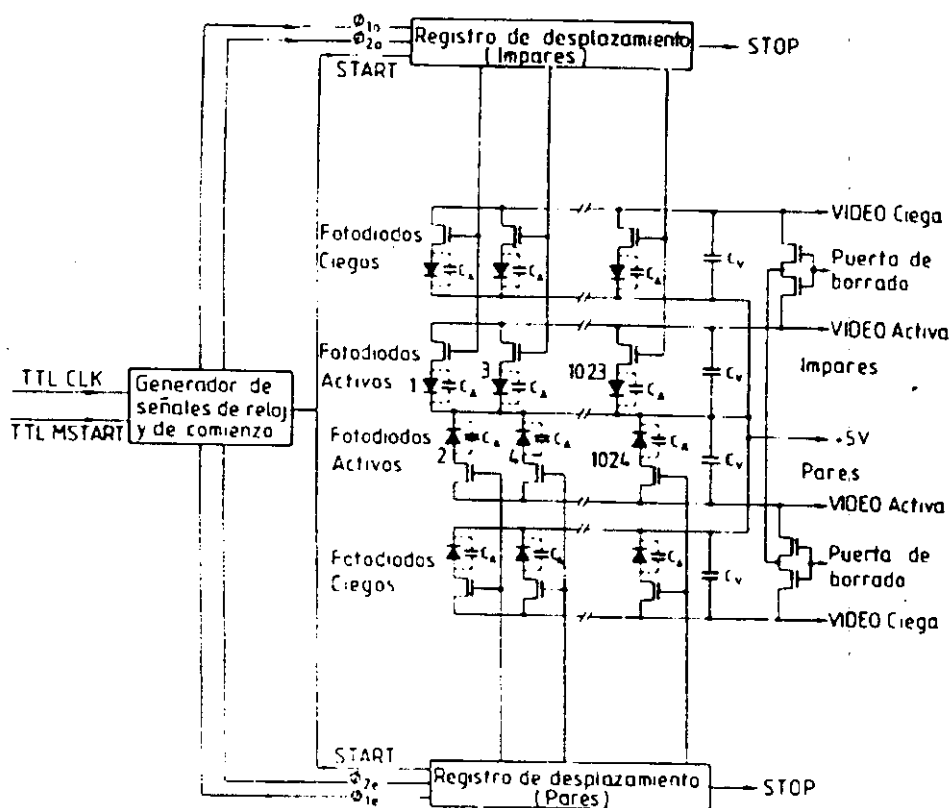 Φ1o
Φ2o
START
Registro de desplazamiento
(Impares)
STOP
VIDEO Ciega
Fotodiodos
Ciegos
CA
CA
CA
CV
Puerta de
borrado
VIDEO Activa
Impares
Fotodiodos
Activos
1
CA
3
CA
1023
CA
CV
TTL CLK
TTL MSTART
Generador de
señales de reloj
y de comienzo
+5V
Fotodiodos
Activos
2
CA
4
CA
1024
CA
CV
Pares
VIDEO Activa
Fotodiodos
Ciegos
CA
CA
CA
CV
Puerta de
borrado
VIDEO Ciega
START
Φ2e
Φ1e
Registro de desplazamiento
(Pares)
STOP